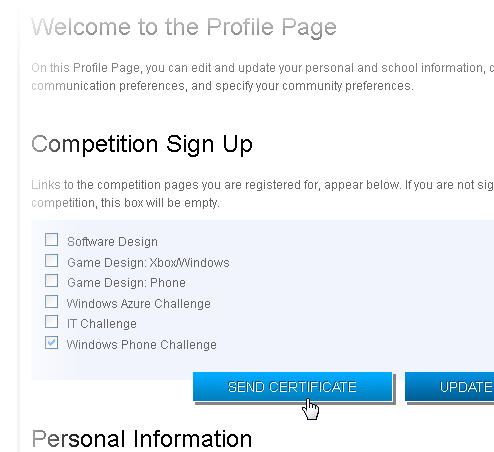 Welcome to the Profile Page
On this Profile Page, you can edit and update your personal and school information,
communication preferences, and specify your community preferences.
Competition Sign Up
Links to the competition pages you are registered for, appear below. If you are not
competition, this box will be empty.
Software Design
Game Design: Xbox/Windows
Game Design: Phone
Windows Azure Challenge
IT Challenge
Windows Phone Challenge
SEND CERTIFICATE
UPDATE
Personal Information